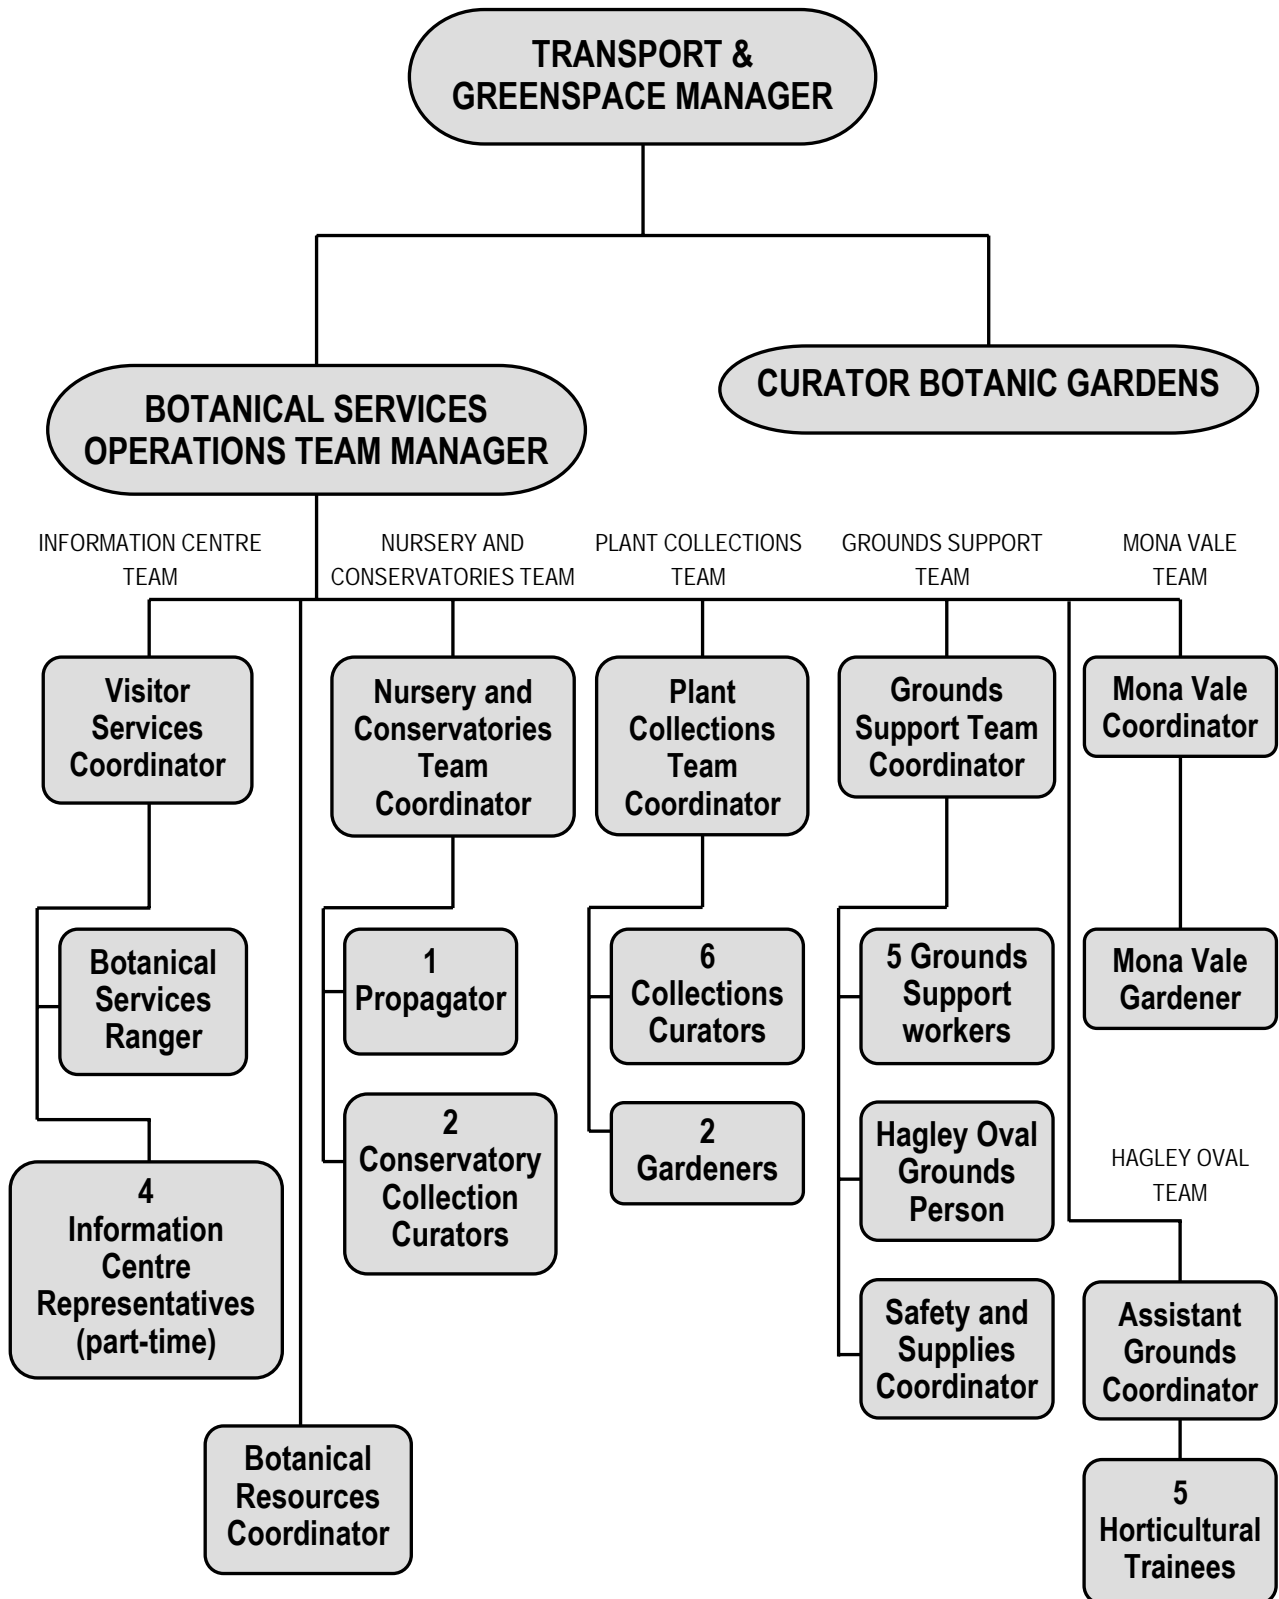 TRANSPORT &
GREENSPACE MANAGER
CURATOR BOTANIC GARDENS
BOTANICAL SERVICES
OPERATIONS TEAM MANAGER
INFORMATION CENTRE
TEAM
NURSERY AND
CONSERVATORIES TEAM
PLANT COLLECTIONS
TEAM
GROUNDS SUPPORT
TEAM
MONA VALE
TEAM
Visitor
Services
Coordinator
Nursery and
Conservatories
Team
Coordinator
Plant
Collections
Team
Coordinator
Grounds
Support Team
Coordinator
Mona Vale
Coordinator
Botanical
Services
Ranger
1
Propagator
6
Collections
Curators
5 Grounds
Support
workers
Mona Vale
Gardener
4
Information
Centre
Representatives
(part-time)
2
Conservatory
Collection
Curators
2
Gardeners
Hagley Oval
Grounds
Person
HAGLEY OVAL
TEAM
Safety and
Supplies
Coordinator
Assistant
Grounds
Coordinator
Botanical
Resources
Coordinator
5
Horticultural
Trainees